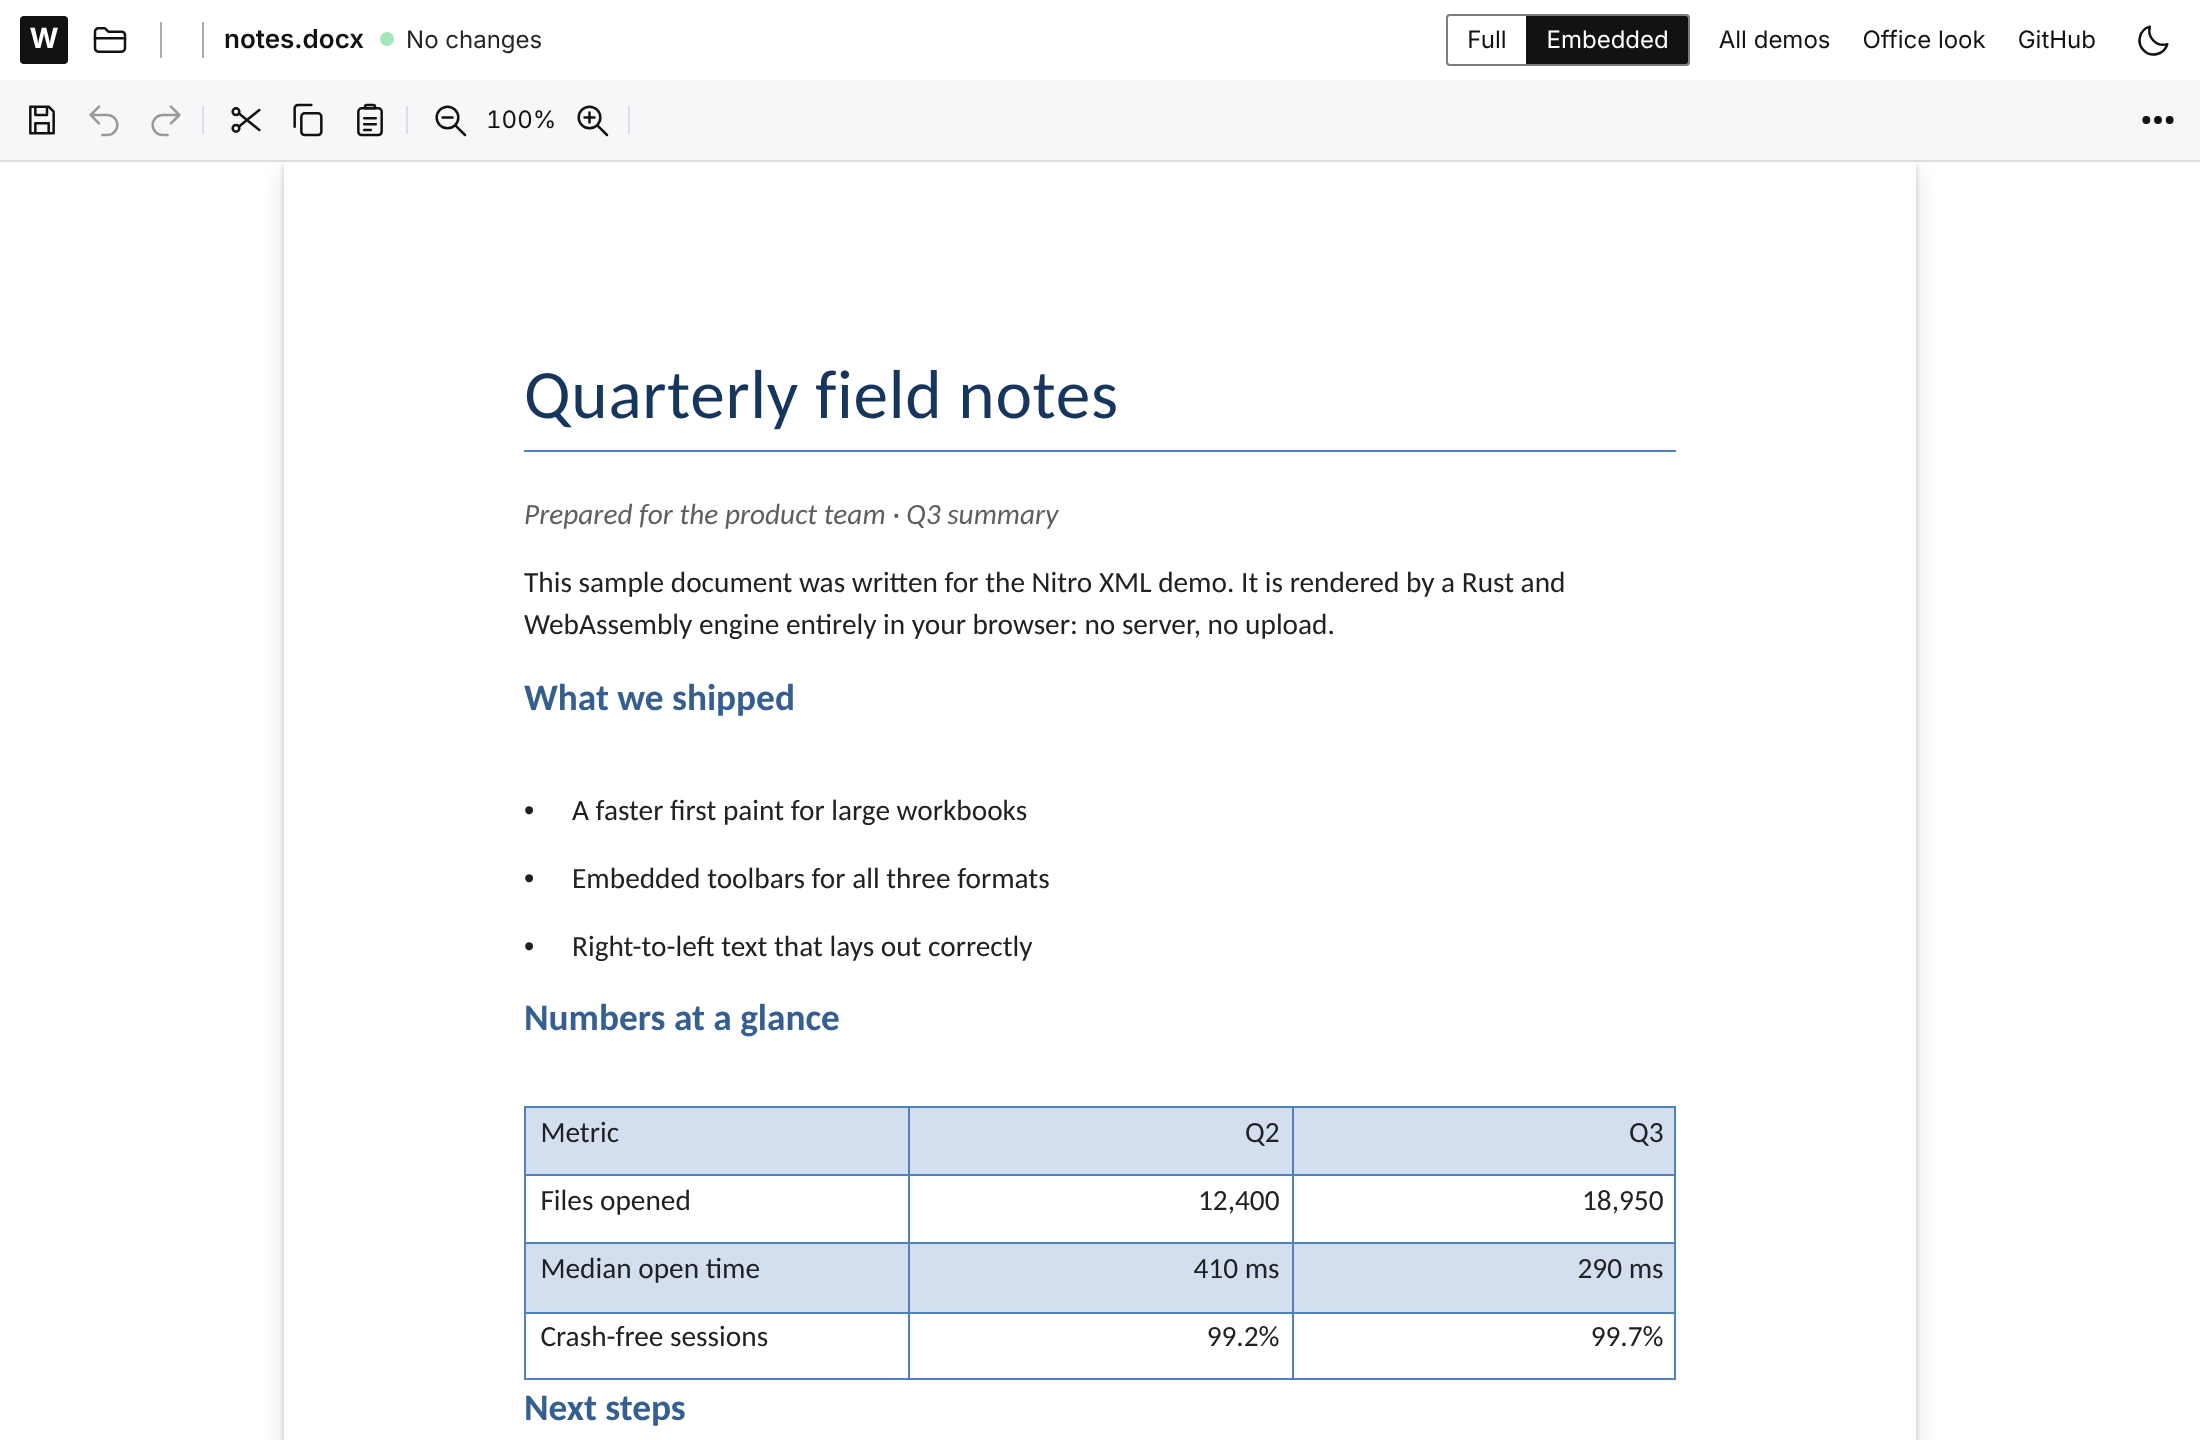 W notes.docx No changes Full Embedded All demos Office look GitHub
100%
Quarterly field notes
Prepared for the product team · Q3 summary
This sample document was written for the Nitro XML demo. It is rendered by a Rust and
WebAssembly engine entirely in your browser: no server, no upload.
What we shipped
• A faster first paint for large workbooks
• Embedded toolbars for all three formats
• Right-to-left text that lays out correctly
Numbers at a glance
Metric Q2 Q3
Files opened 12,400 18,950
Median open time 410 ms 290 ms
Crash-free sessions 99.2% 99.7%
Next steps